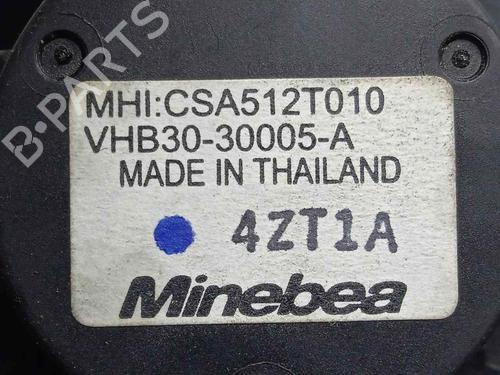 B-PARTS
MHI:CSA512T010
VHB30-30005-A
MADE IN THAILAND
4ZT1A
Minebea